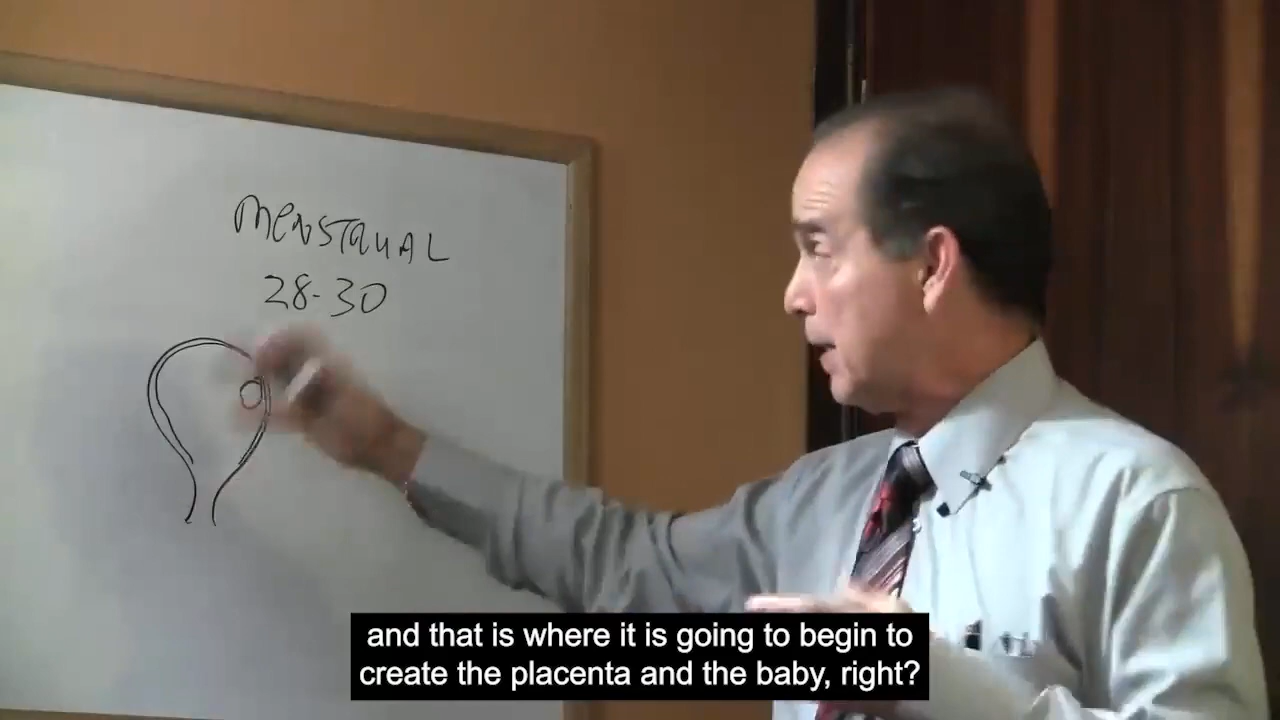 MENSTRUAL
28-30
and that is where it is going to begin to
create the placenta and the baby, right?